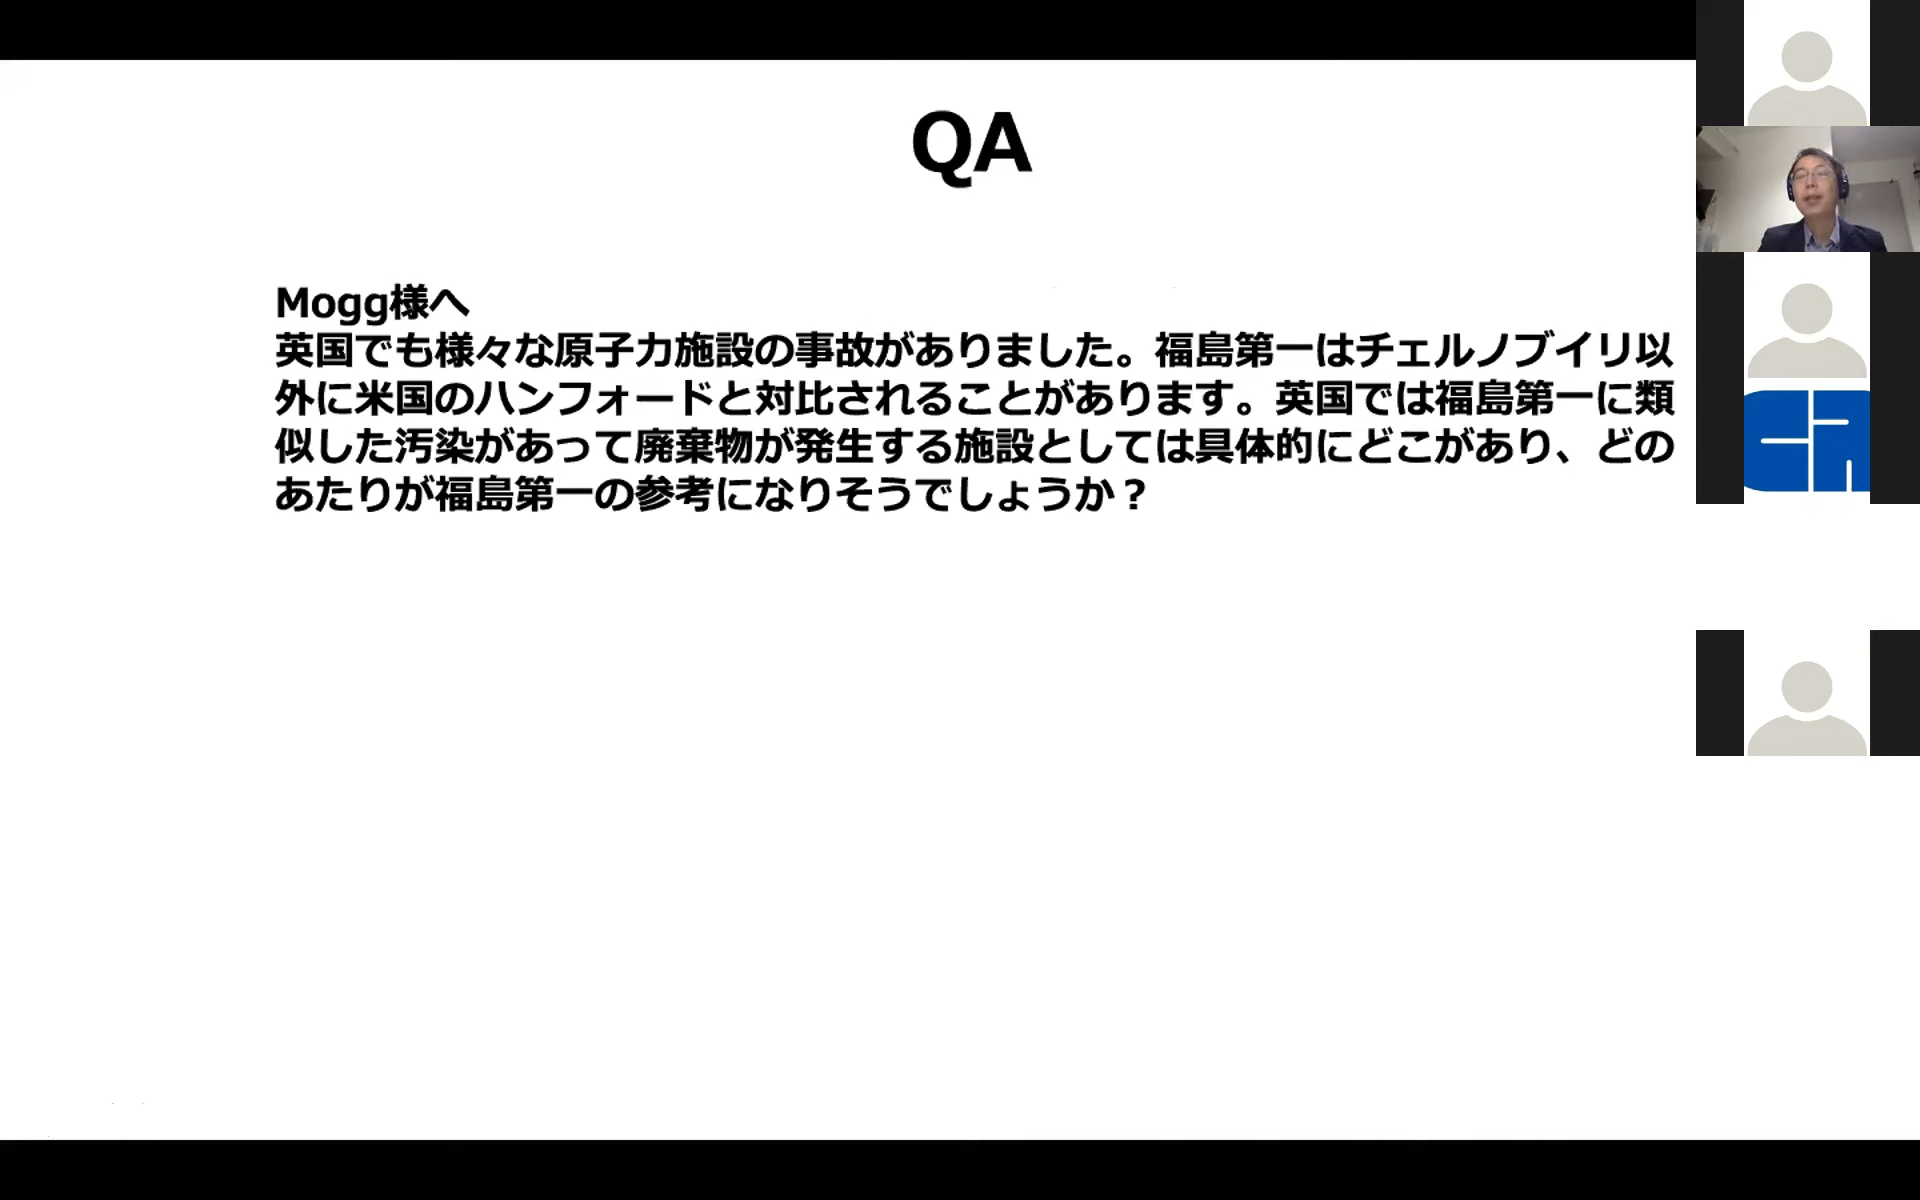 QA
Mogg様へ
英国でも様々な原子力施設の事故がありました。福島第一はチェルノブイリ以
外に米国のハンフォードと対比されることがあります。英国では福島第一に類
似した汚染があって廃棄物が発生する施設としては具体的にどこがあり、どの
あたりが福島第一の参考になりそうでしょうか？